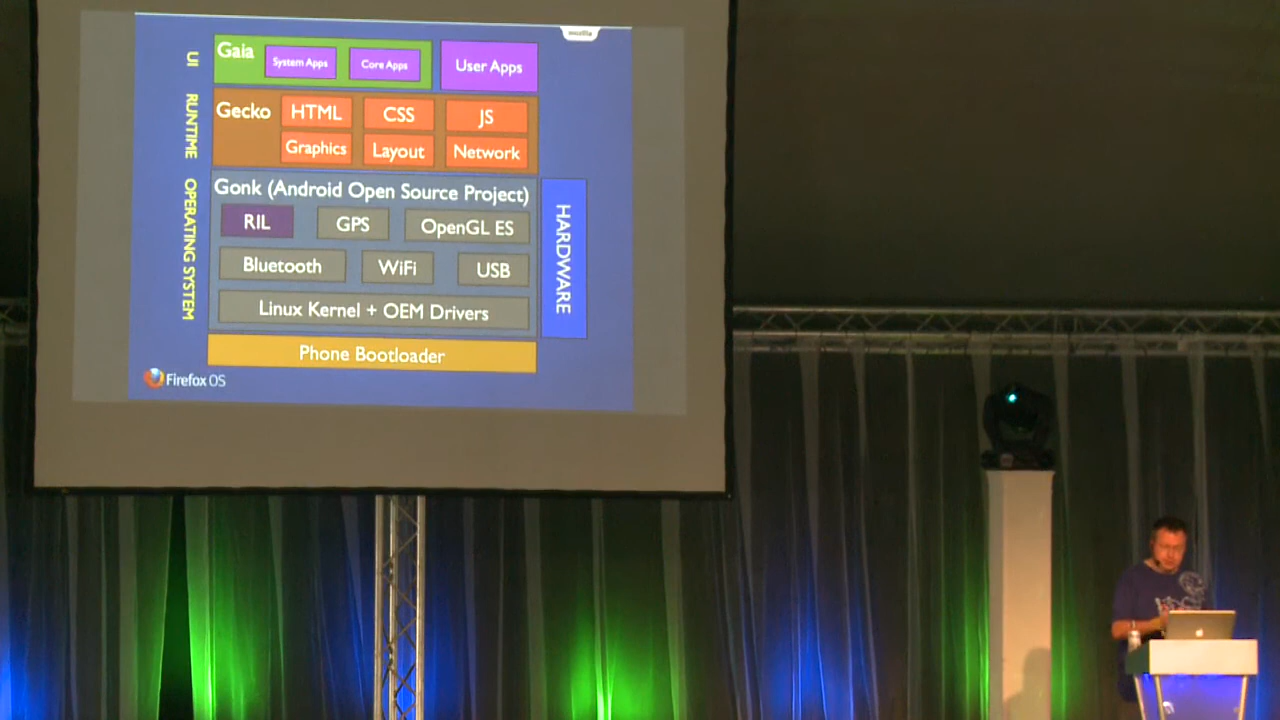 mozilla
UI
Gaia
System Apps
Core Apps
User Apps
RUNTIME
Gecko
HTML
CSS
JS
Graphics
Layout
Network
OPERATING SYSTEM
Gonk (Android Open Source Project)
RIL
GPS
OpenGL ES
Bluetooth
WiFi
USB
Linux Kernel + OEM Drivers
HARDWARE
Phone Bootloader
Firefox OS